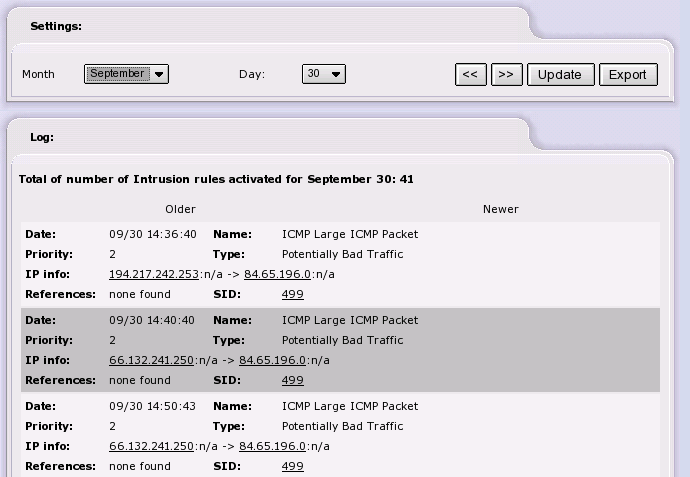 Settings:
Month September Day: 30 << >> Update Export
Log:
Total of number of Intrusion rules activated for September 30: 41
Older Newer
Date: 09/30 14:36:40 Name: ICMP Large ICMP Packet
Priority: 2 Type: Potentially Bad Traffic
IP info: 194.217.242.253:n/a -> 84.65.196.0:n/a
References: none found SID: 499
Date: 09/30 14:40:40 Name: ICMP Large ICMP Packet
Priority: 2 Type: Potentially Bad Traffic
IP info: 66.132.241.250:n/a -> 84.65.196.0:n/a
References: none found SID: 499
Date: 09/30 14:50:43 Name: ICMP Large ICMP Packet
Priority: 2 Type: Potentially Bad Traffic
IP info: 66.132.241.250:n/a -> 84.65.196.0:n/a
References: none found SID: 499